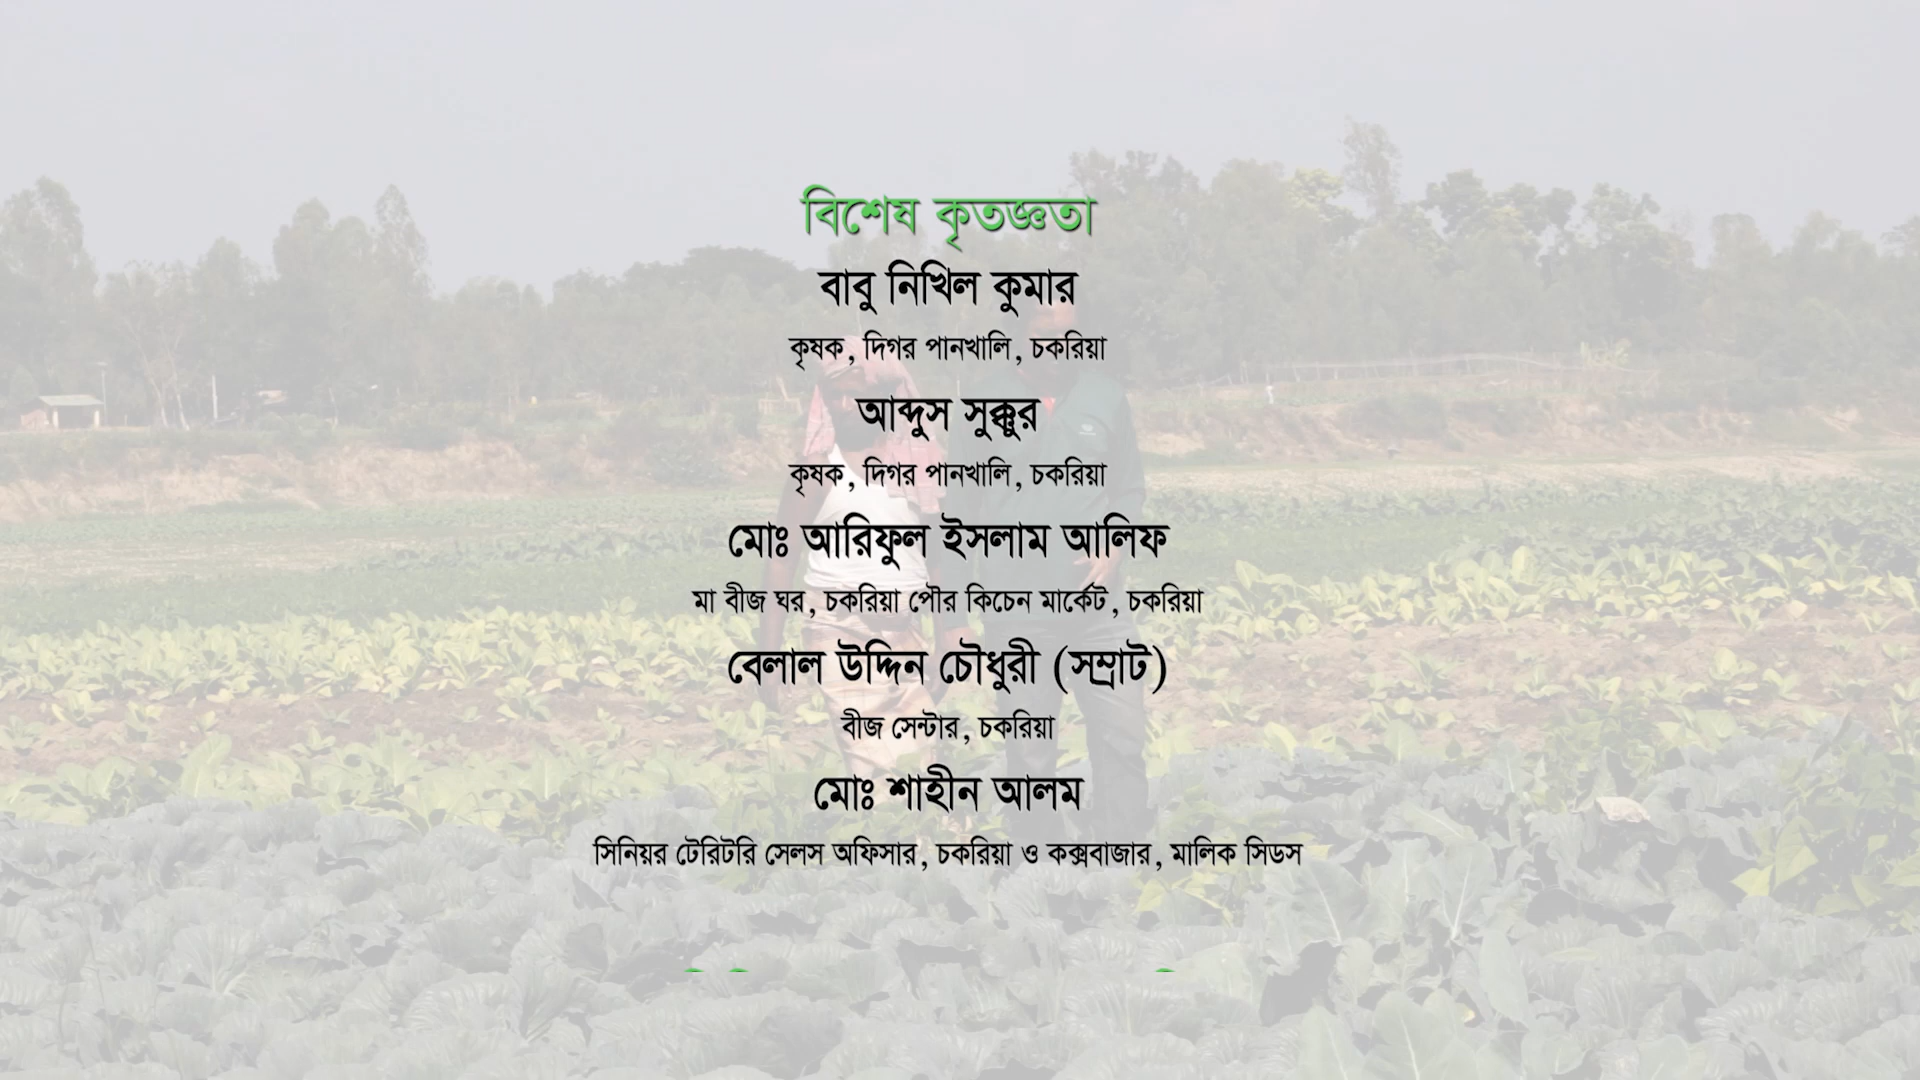 বিশেষ কৃতজ্ঞতা
বাবু নিখিল কুমার
কৃষক, দিগর পানখালি, চকরিয়া
আব্দুস সুক্কুর
কৃষক, দিগর পানখালি, চকরিয়া
মোঃ আরিফুল ইসলাম আলিফ
মা বীজ ঘর, চকরিয়া পৌর কিচেন মার্কেট, চকরিয়া
বেলাল উদ্দিন চৌধুরী (সম্রাট)
বীজ সেন্টার, চকরিয়া
মোঃ শাহীন আলম
সিনিয়র টেরিটরি সেলস অফিসার, চকরিয়া ও কক্সবাজার, মালিক সিডস